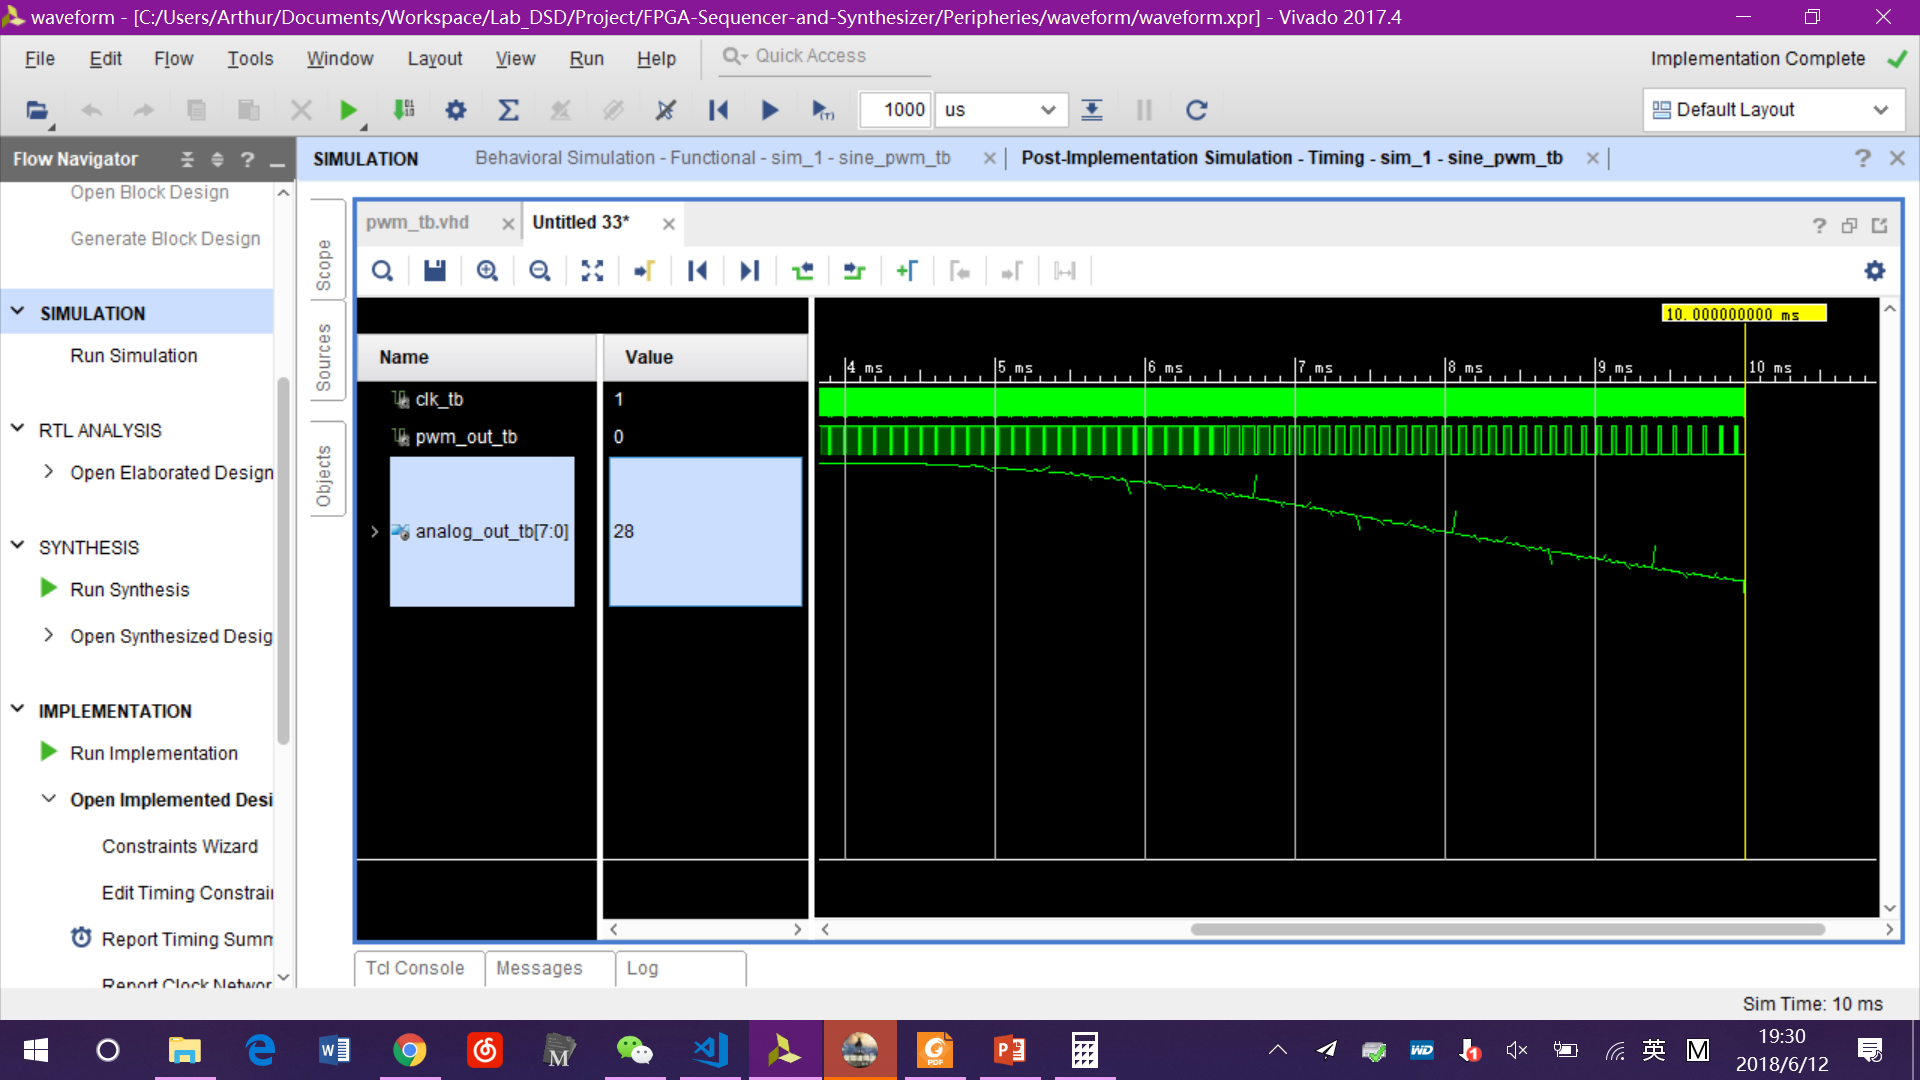 waveform - [C:/Users/Arthur/Documents/Workspace/Lab_DSD/Project/FPGA-Sequencer-and-Synthesizer/Peripheries/waveform/waveform.xpr] - Vivado 2017.4
File Edit Flow Tools Window Layout View Run Help Quick Access
Implementation Complete
1000 us
Default Layout
Flow Navigator
SIMULATION
Behavioral Simulation - Functional - sim_1 - sine_pwm_tb
Post-Implementation Simulation - Timing - sim_1 - sine_pwm_tb
Open Block Design
Generate Block Design
SIMULATION
Run Simulation
RTL ANALYSIS
Open Elaborated Design
SYNTHESIS
Run Synthesis
Open Synthesized Desig
IMPLEMENTATION
Run Implementation
Open Implemented Desi
Constraints Wizard
Edit Timing Constrai
Report Timing Summ
Report Clock Networ
Scope
Sources
Objects
pwm_tb.vhd
Untitled 33*
Name Value
clk_tb 1
pwm_out_tb 0
analog_out_tb[7:0] 28
10.000000000 ms
4 ms 5 ms 6 ms 7 ms 8 ms 9 ms 10 ms
Tcl Console Messages Log
Sim Time: 10 ms
英
19:30
2018/6/12